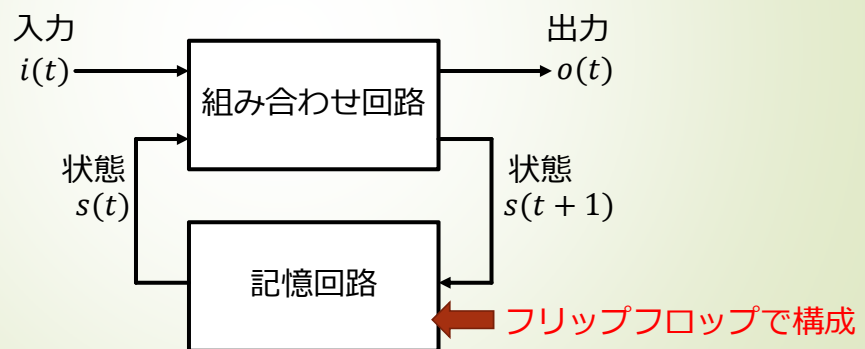 入力
i(t)
出力
o(t)
組み合わせ回路
状態
s(t)
状態
s(t + 1)
記憶回路
フリップフロップで構成